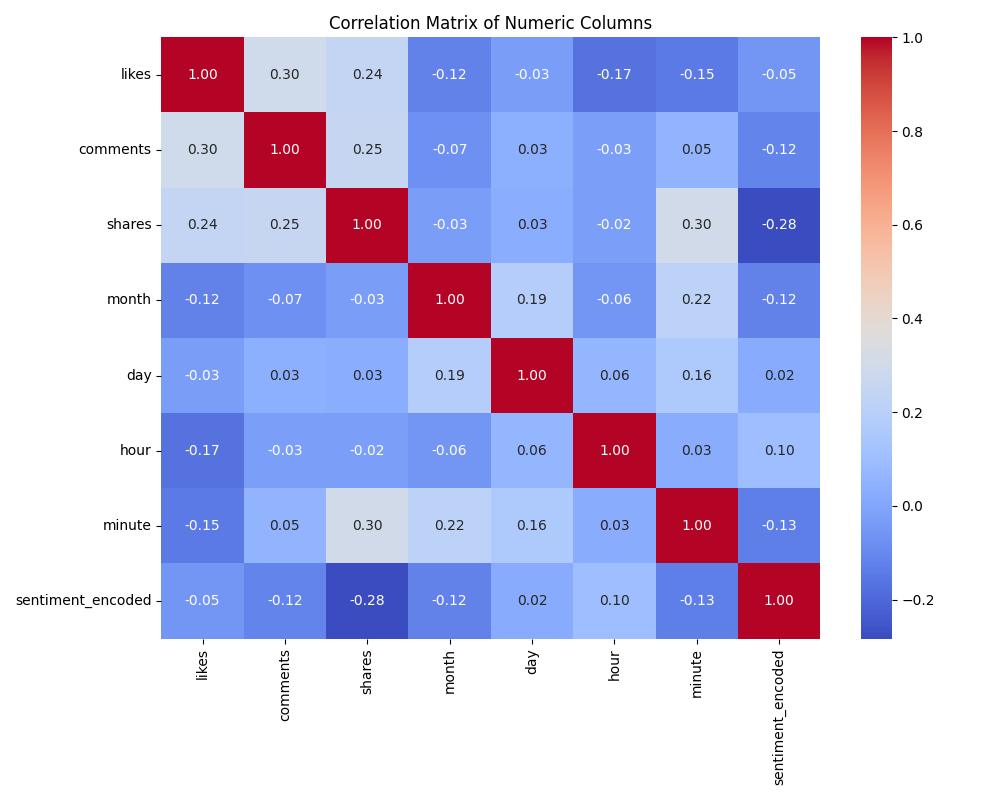 Correlation Matrix of Numeric Columns
likes 1.00 0.30 0.24 -0.12 -0.03 -0.17 -0.15 -0.05
comments 0.30 1.00 0.25 -0.07 0.03 -0.03 0.05 -0.12
shares 0.24 0.25 1.00 -0.03 0.03 -0.02 0.30 -0.28
month -0.12 -0.07 -0.03 1.00 0.19 -0.06 0.22 -0.12
day -0.03 0.03 0.03 0.19 1.00 0.06 0.16 0.02
hour -0.17 -0.03 -0.02 -0.06 0.06 1.00 0.03 0.10
minute -0.15 0.05 0.30 0.22 0.16 0.03 1.00 -0.13
sentiment_encoded -0.05 -0.12 -0.28 -0.12 0.02 0.10 -0.13 1.00
likes
comments
shares
month
day
hour
minute
sentiment_encoded
1.0
0.8
0.6
0.4
0.2
0.0
−0.2